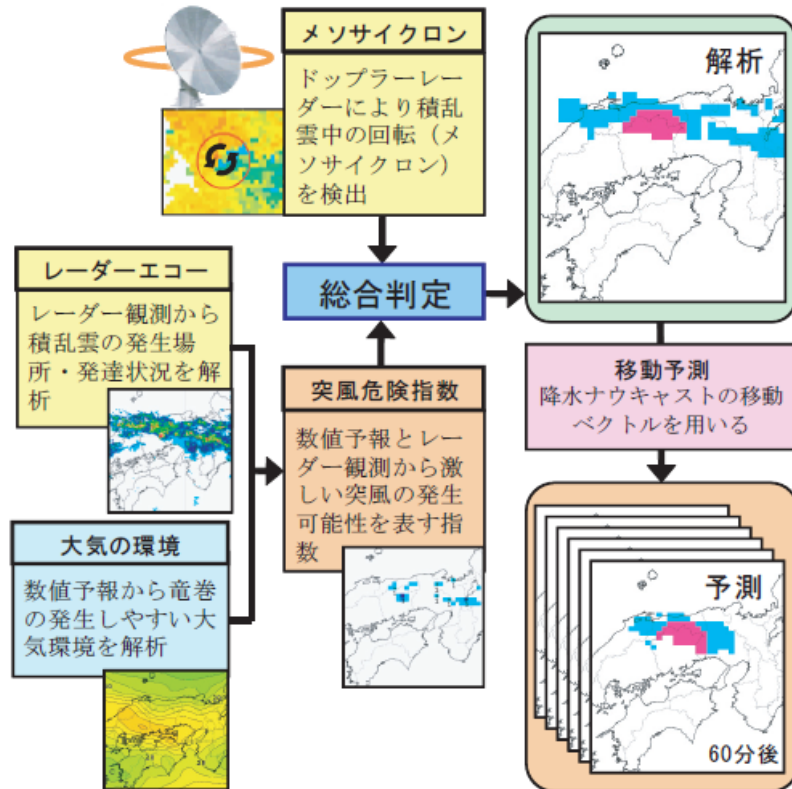 メソサイクロン
ドップラーレー
ダーにより積乱
雲中の回転（メ
ソサイクロン）
を検出
レーダーエコー
レーダー観測から
積乱雲の発生場
所・発達状況を解
析
大気の環境
数値予報から竜巻
の発生しやすい大
気環境を解析
突風危険指数
数値予報とレー
ダー観測から激
しい突風の発生
可能性を表す指
数
総合判定
解析
移動予測
降水ナウキャストの移動
ベクトルを用いる
予測
60分後